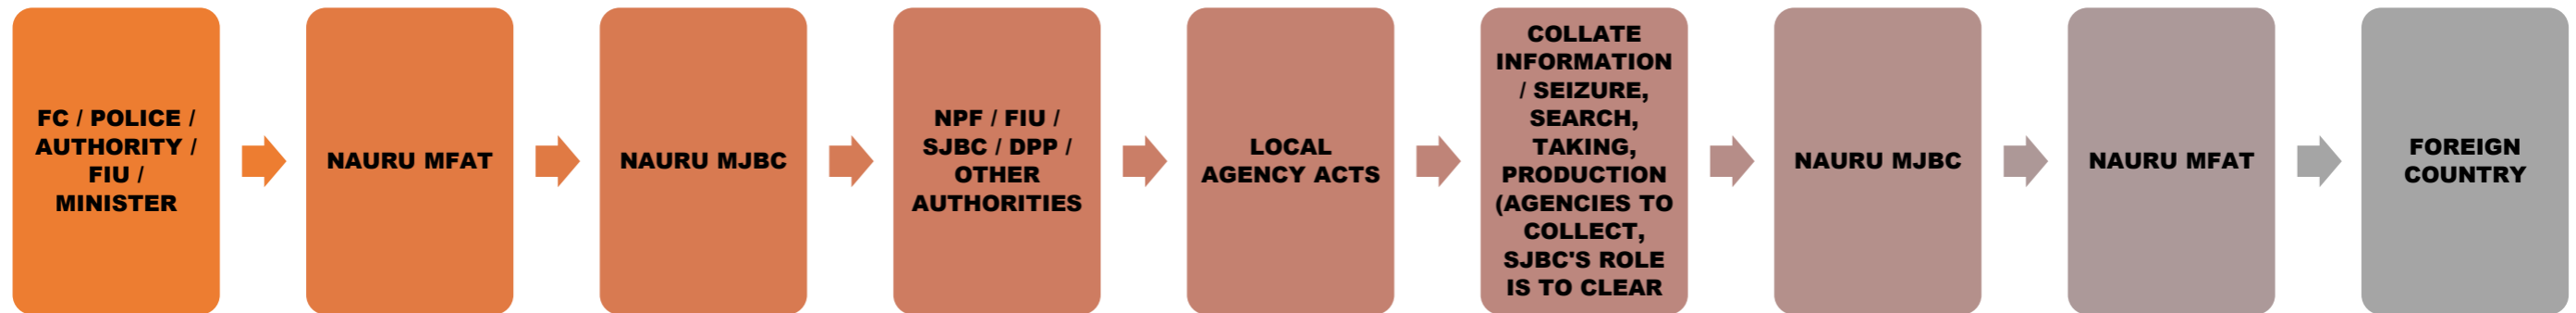 FC / POLICE /
AUTHORITY /
FIU /
MINISTER
NAURU MFAT
NAURU MJBC
NPF / FIU /
SJBC / DPP /
OTHER
AUTHORITIES
LOCAL
AGENCY ACTS
COLLATE
INFORMATION
/ SEIZURE,
SEARCH,
TAKING,
PRODUCTION
(AGENCIES TO
COLLECT,
SJBC'S ROLE
IS TO CLEAR
NAURU MJBC
NAURU MFAT
FOREIGN
COUNTRY